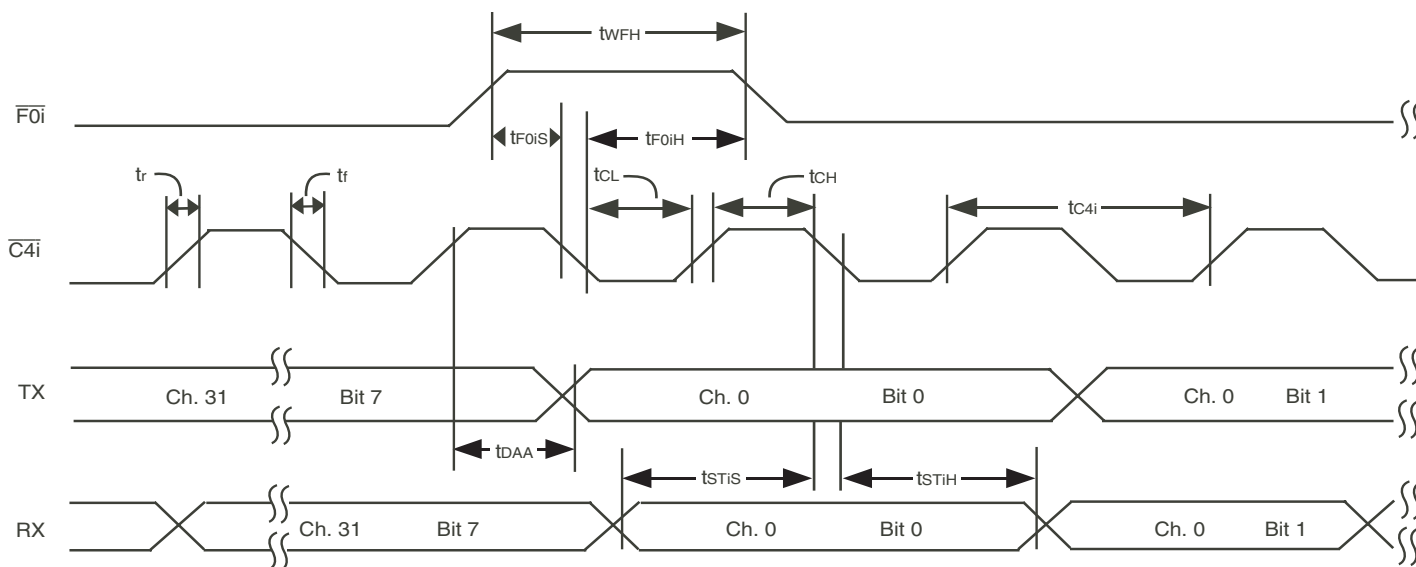 tWFH
F0i
tF0iS
tF0iH
tr
tf
tCL
tCH
tC4i
C4i
TX
Ch. 31
Bit 7
Ch. 0
Bit 0
Ch. 0
Bit 1
tDAA
tSTiS
tSTiH
RX
Ch. 31
Bit 7
Ch. 0
Bit 0
Ch. 0
Bit 1